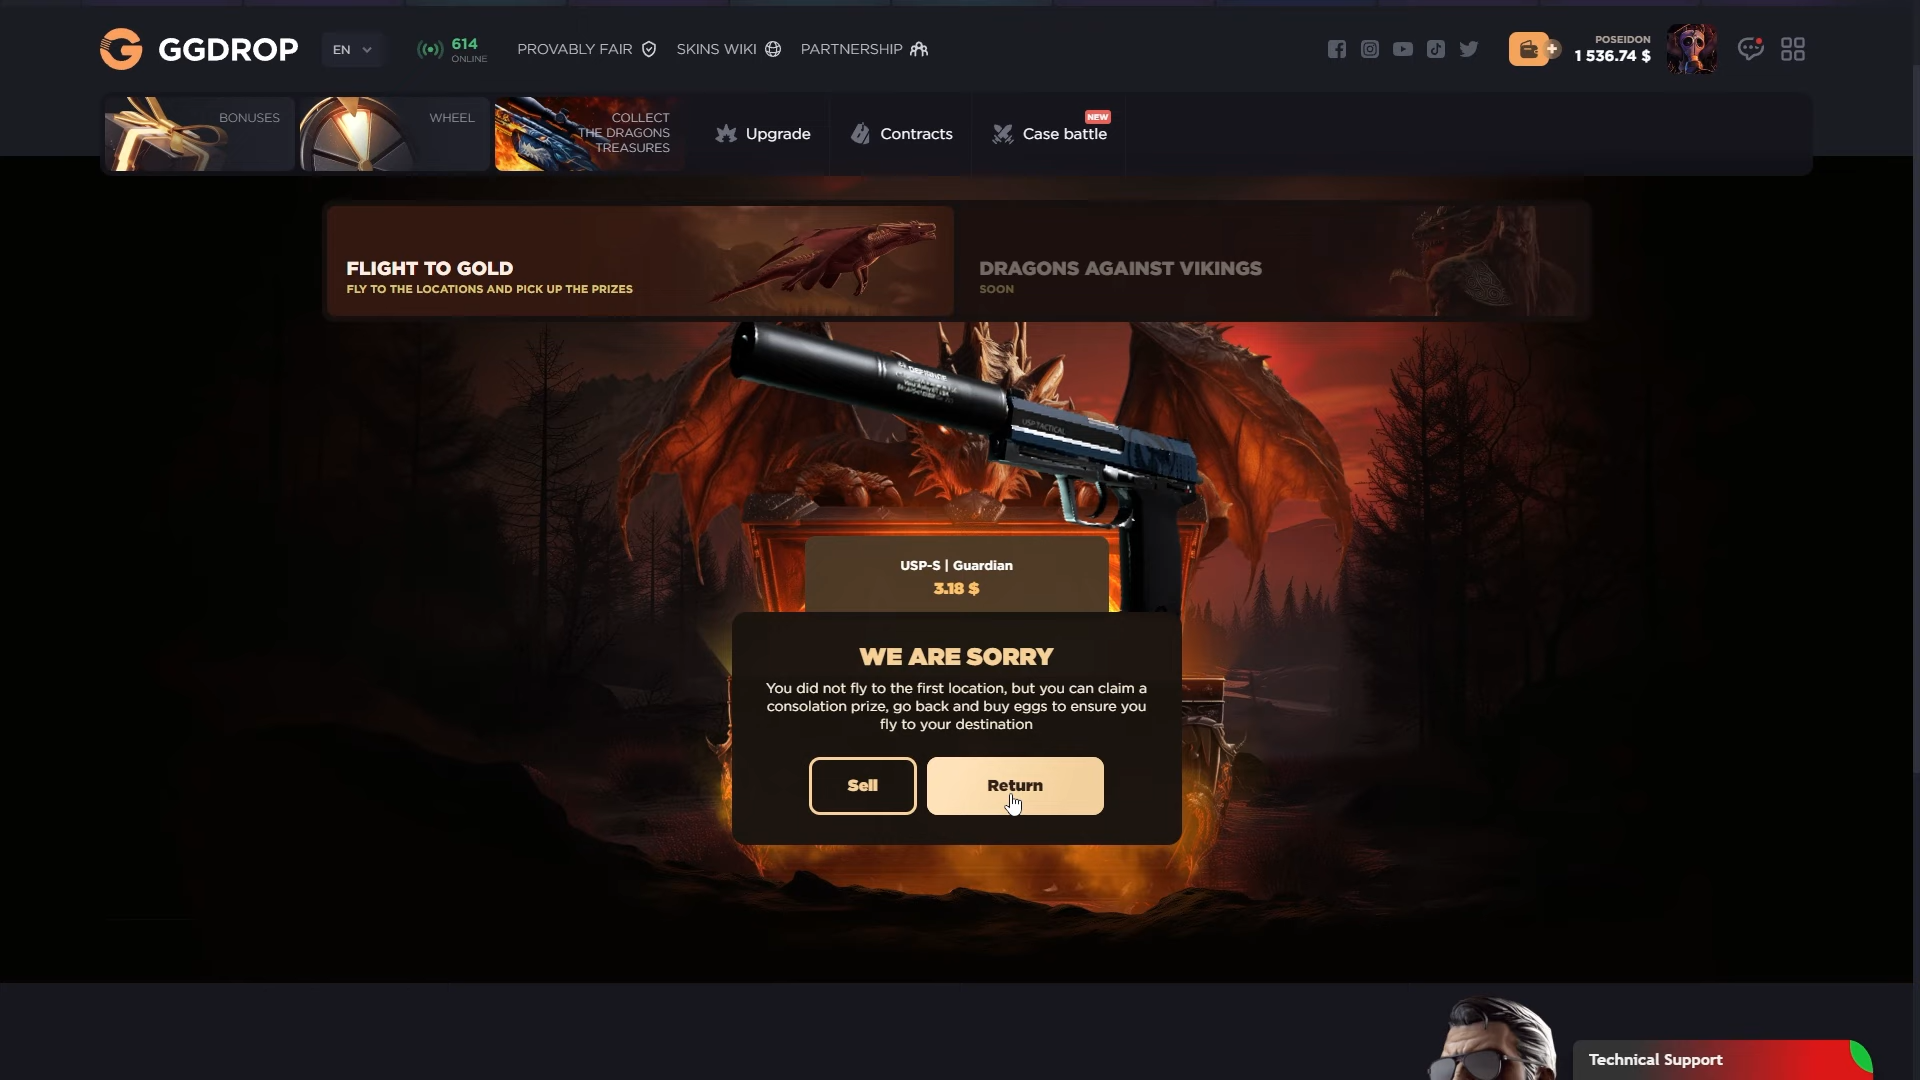 GGDROP
EN
614
ONLINE
PROVABLY FAIR
SKINS WIKI
PARTNERSHIP
POSEIDON
1 536.74 $
BONUSES
WHEEL
COLLECT
THE DRAGONS
TREASURES
Upgrade
Contracts
NEW
Case battle
FLIGHT TO GOLD
FLY TO THE LOCATIONS AND PICK UP THE PRIZES
DRAGONS AGAINST VIKINGS
SOON
USP TACTICAL
USP-S | Guardian
3.18 $
WE ARE SORRY
You did not fly to the first location, but you can claim a
consolation prize, go back and buy eggs to ensure you
fly to your destination
Sell
Return
Technical Support